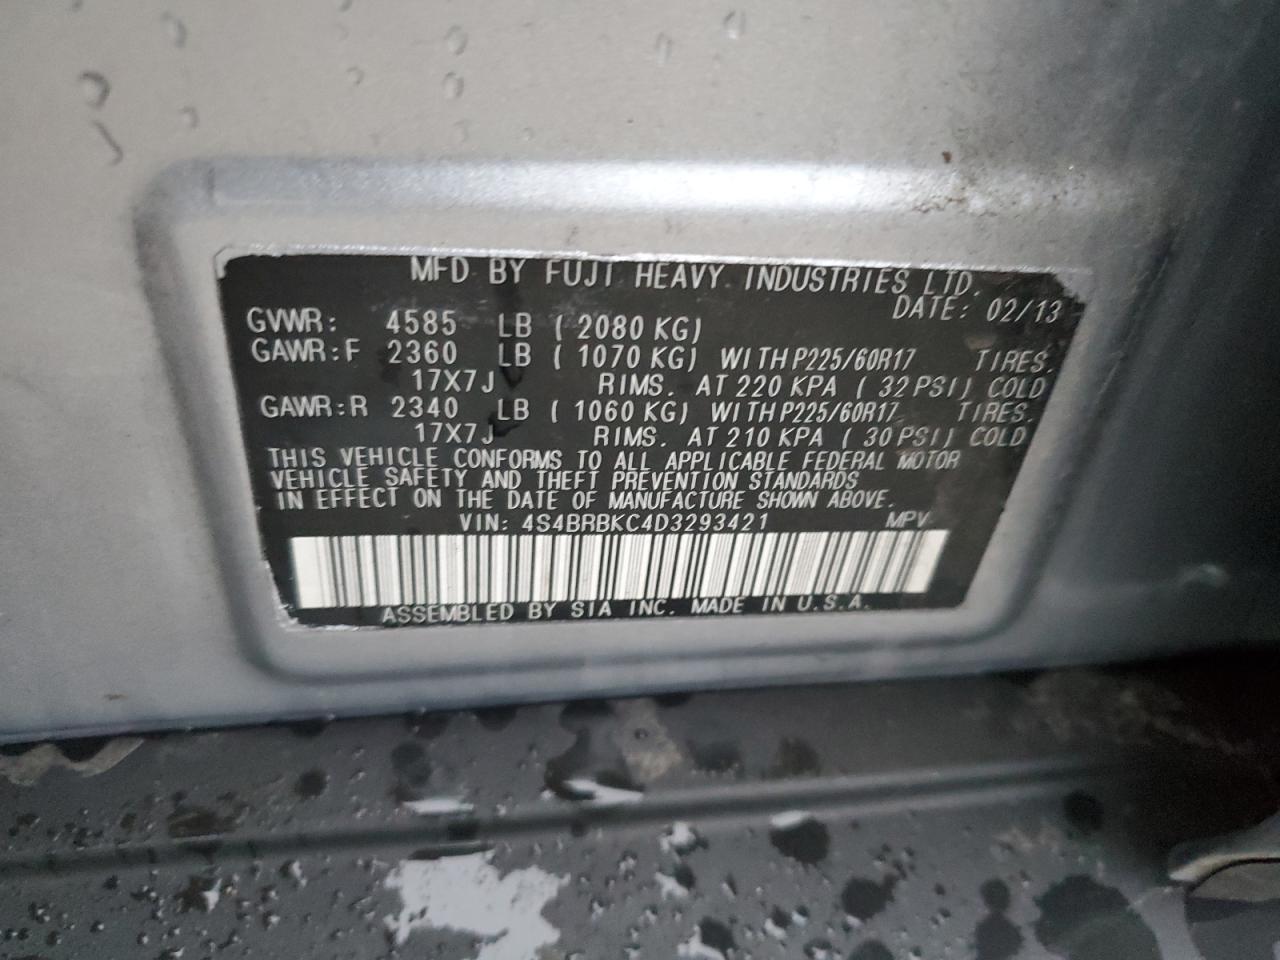 MFD BY FUJI HEAVY INDUSTRIES LTD.
DATE: 02/13
GVWR: 4585 LB ( 2080 KG)
GAWR:F 2360 LB ( 1070 KG) WITH P225/60R17 TIRES.
17X7J RIMS. AT 220 KPA ( 32 PSI) COLD
GAWR:R 2340 LB ( 1060 KG) WITH P225/60R17 TIRES.
17X7J RIMS. AT 210 KPA ( 30 PSI) COLD
THIS VEHICLE CONFORMS TO ALL APPLICABLE FEDERAL MOTOR
VEHICLE SAFETY AND THEFT PREVENTION STANDARDS
IN EFFECT ON THE DATE OF MANUFACTURE SHOWN ABOVE.
VIN: 4S4BRBKC4D3293421 MPV
ASSEMBLED BY SIA INC. MADE IN U.S.A.